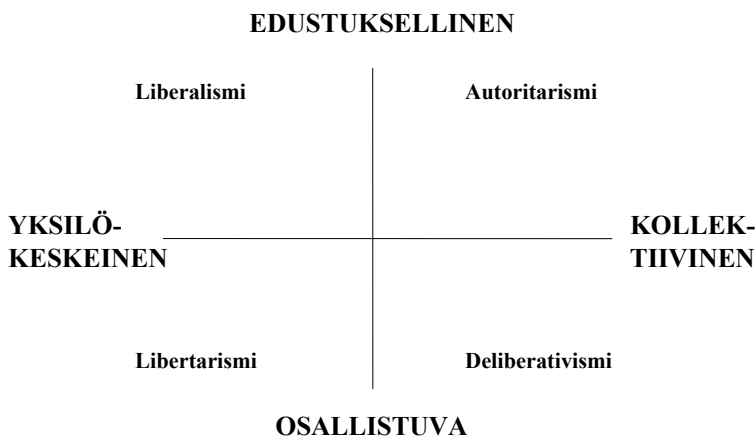 EDUSTUKSELLINEN
Liberalismi
Autoritarismi
YKSILÖ-
KESKEINEN
KOLLEK-
TIIVINEN
Libertarismi
Deliberativismi
OSALLISTUVA